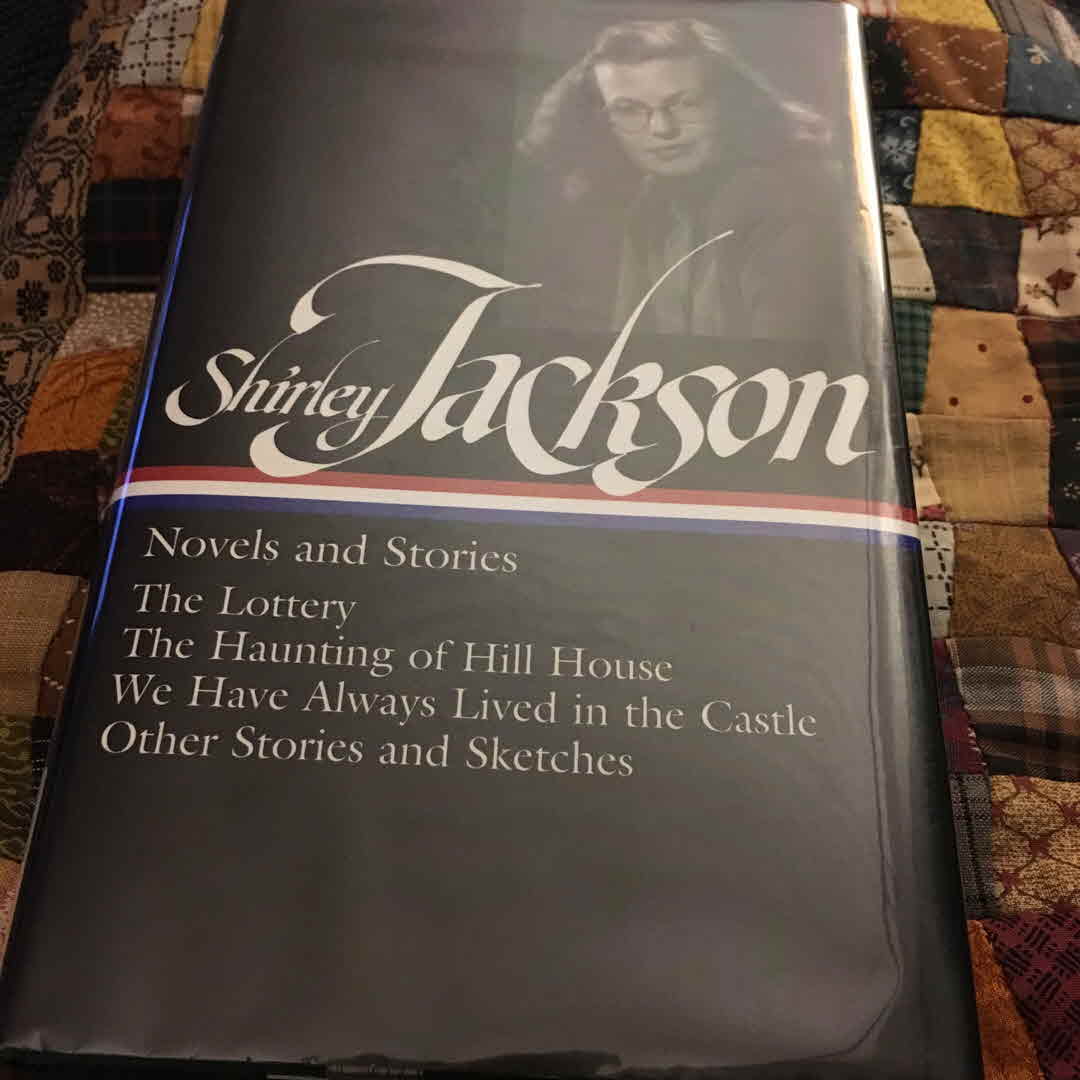 Shirley Jackson
Novels and Stories
The Lottery
The Haunting of Hill House
We Have Always Lived in the Castle
Other Stories and Sketches